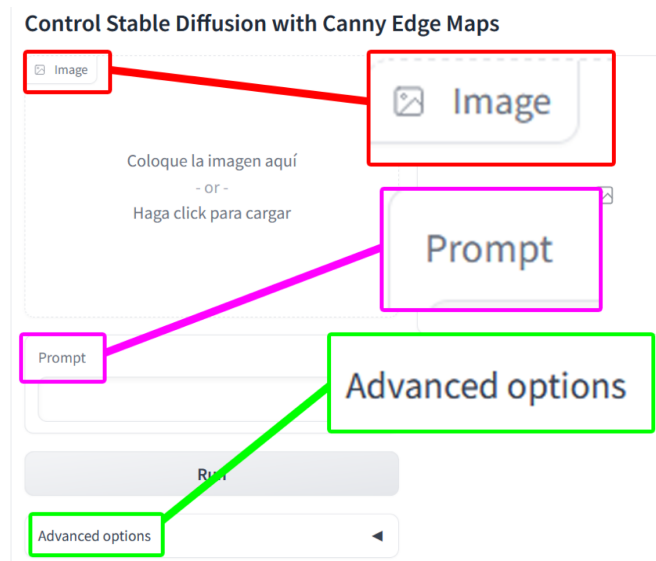 Control Stable Diffusion with Canny Edge Maps
Image
Image
Coloque la imagen aquí
- or -
Haga click para cargar
Prompt
Prompt
Advanced options
Run
Advanced options